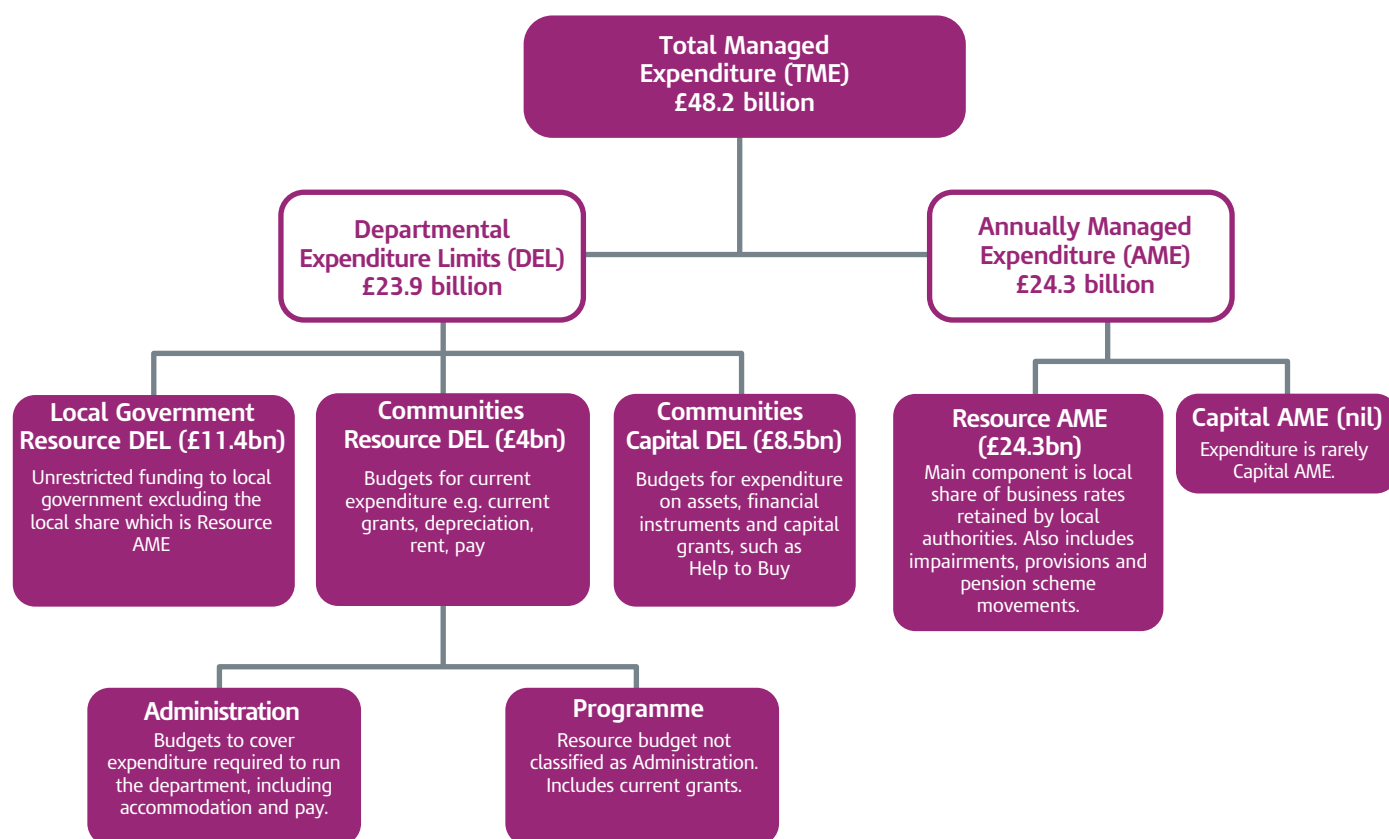 Total Managed
Expenditure (TME)
£48.2 billion
Departmental
Expenditure Limits (DEL)
£23.9 billion
Annually Managed
Expenditure (AME)
£24.3 billion
Local Government
Resource DEL (£11.4bn)
Unrestricted funding to local
government excluding the
local share which is Resource
AME
Communities
Resource DEL (£4bn)
Budgets for current
expenditure e.g. current
grants, depreciation,
rent, pay
Communities
Capital DEL (£8.5bn)
Budgets for expenditure
on assets, financial
instruments and capital
grants, such as
Help to Buy
Resource AME
(£24.3bn)
Main component is local
share of business rates
retained by local
authorities. Also includes
impairments, provisions and
pension scheme
movements.
Capital AME (nil)
Expenditure is rarely
Capital AME.
Administration
Budgets to cover
expenditure required to run
the department, including
accommodation and pay.
Programme
Resource budget not
classified as Administration.
Includes current grants.